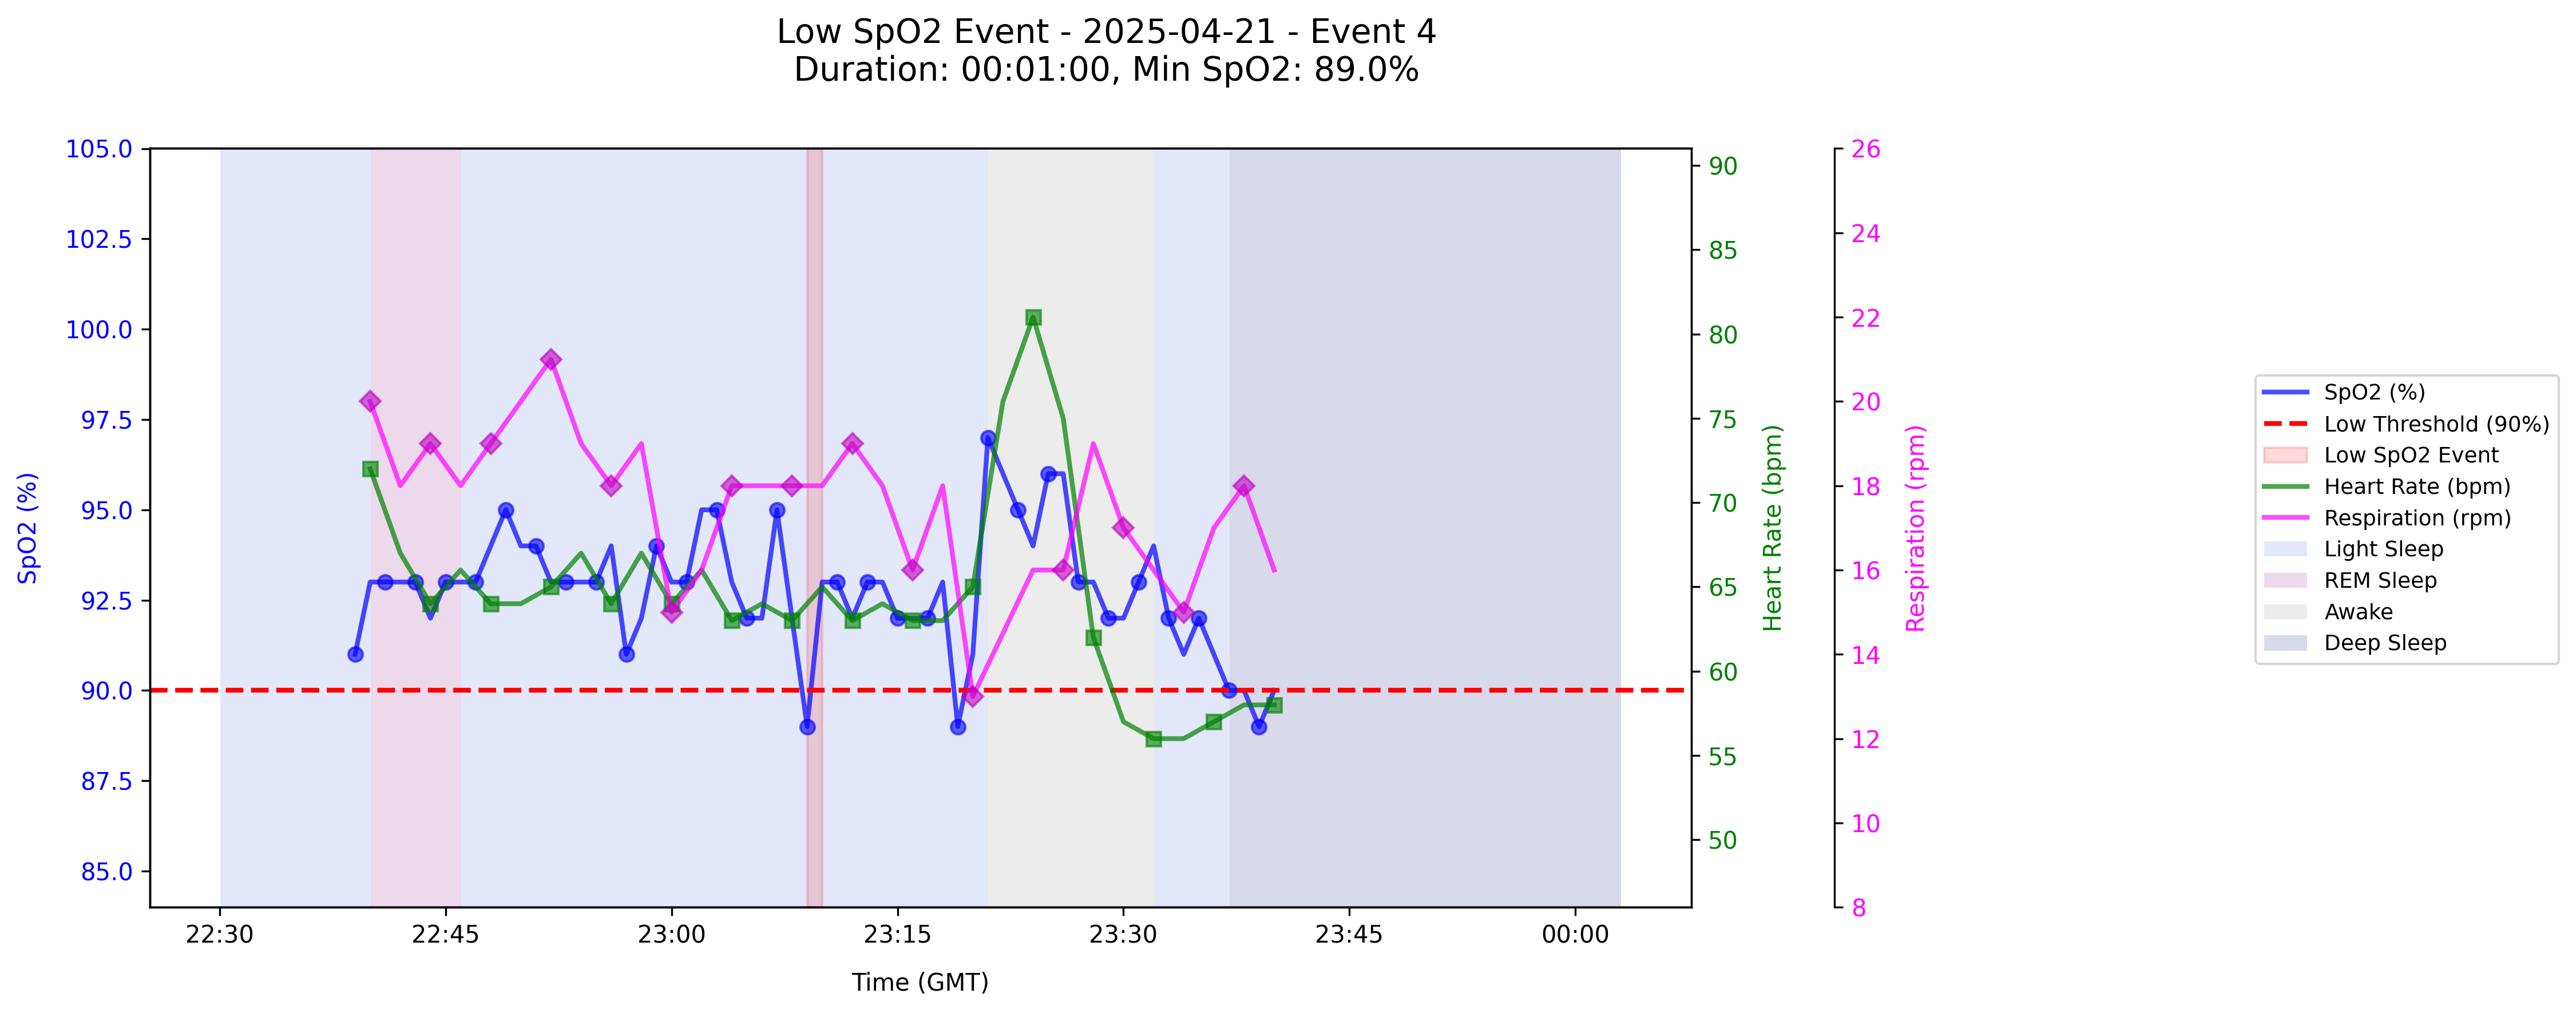 Low SpO2 Event - 2025-04-21 - Event 4
Duration: 00:01:00, Min SpO2: 89.0%
105.0
102.5
100.0
97.5
95.0
92.5
90.0
87.5
85.0
SpO2 (%)
22:30
22:45
23:00
23:15
23:30
23:45
00:00
Time (GMT)
90
85
80
75
70
65
60
55
50
Heart Rate (bpm)
26
24
22
20
18
16
14
12
10
8
Respiration (rpm)
SpO2 (%)
Low Threshold (90%)
Low SpO2 Event
Heart Rate (bpm)
Respiration (rpm)
Light Sleep
REM Sleep
Awake
Deep Sleep